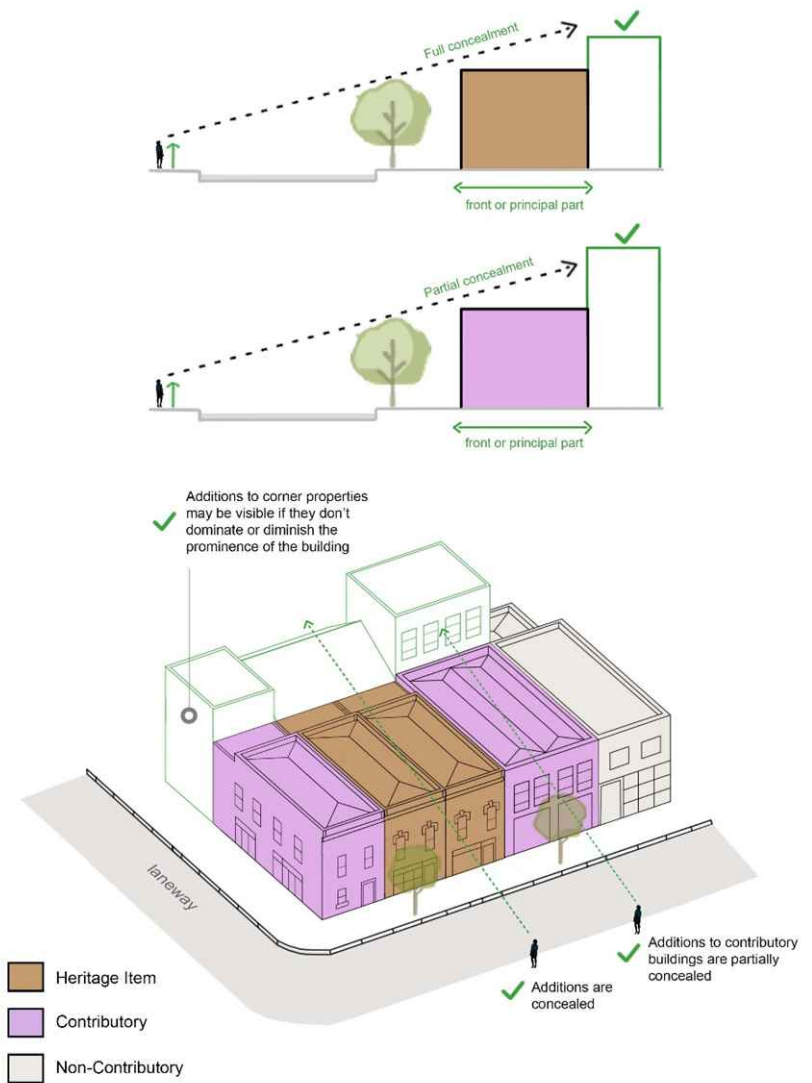 Full concealment
front or principal part
Partial concealment
front or principal part
Additions to corner properties
may be visible if they don't
dominate or diminish the
prominence of the building
laneway
Additions to contributory
buildings are partially
concealed
Additions are
concealed
Heritage Item
Contributory
Non-Contributory